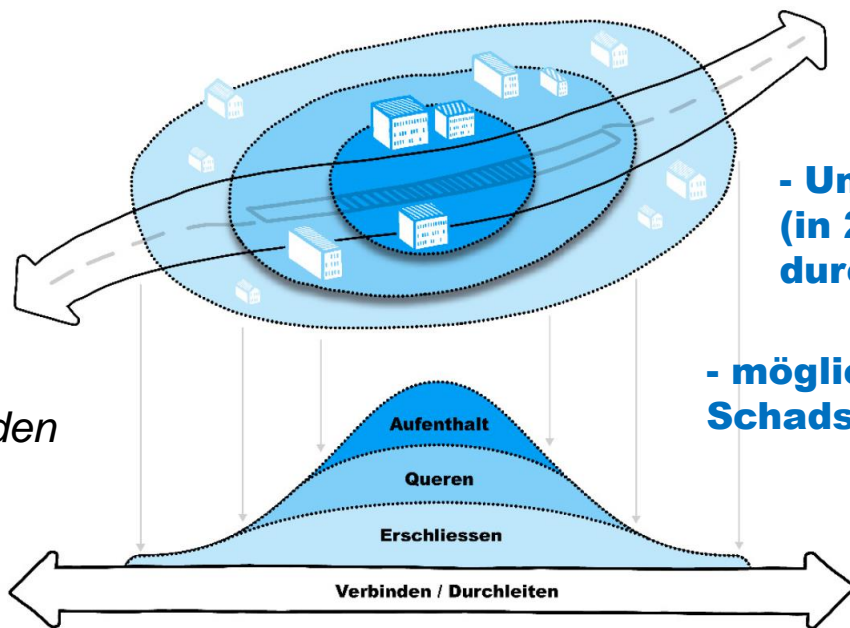 - Un
(in 2
durc
- möglic
Schads
den
Aufenthalt
Queren
Erschliessen
Verbinden / Durchleiten